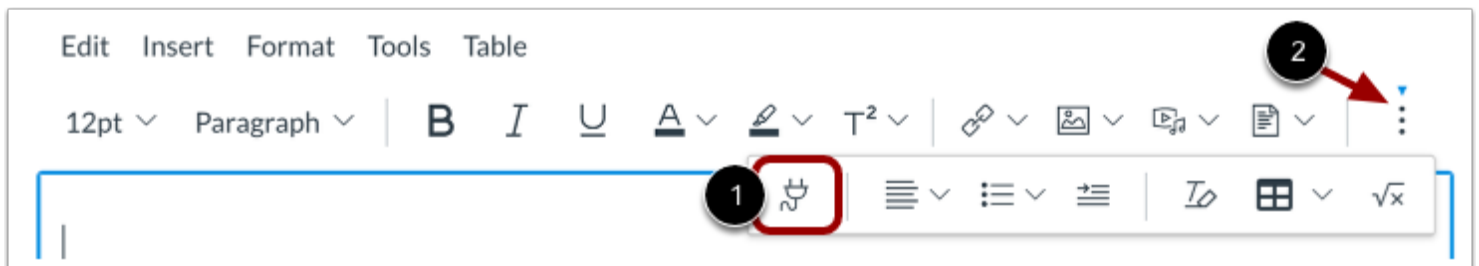 Edit Insert Format Tools Table
2
12pt Paragraph B I U A T²
1
T √x